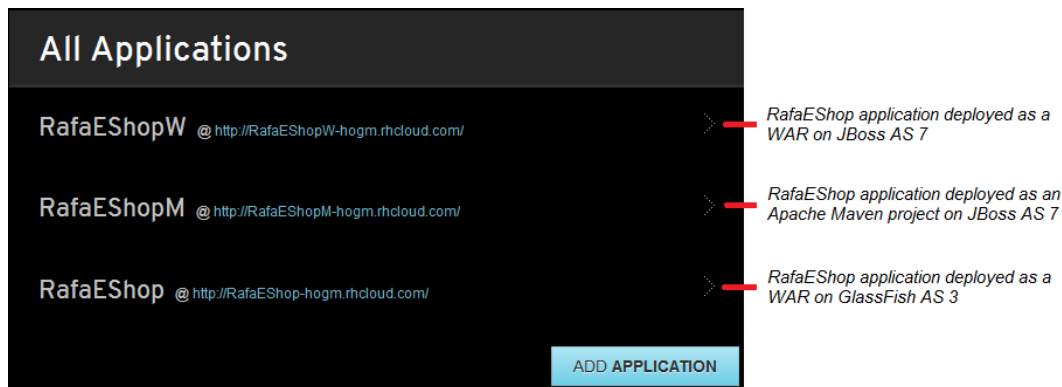 All Applications
RafaEShopW @ http://RafaEShopW-hogm.rhcloud.com/
RafaEShop application deployed as a
WAR on JBoss AS 7
RafaEShopM @ http://RafaEShopM-hogm.rhcloud.com/
RafaEShop application deployed as an
Apache Maven project on JBoss AS 7
RafaEShop @ http://RafaEShop-hogm.rhcloud.com/
RafaEShop application deployed as a
WAR on GlassFish AS 3
ADD APPLICATION